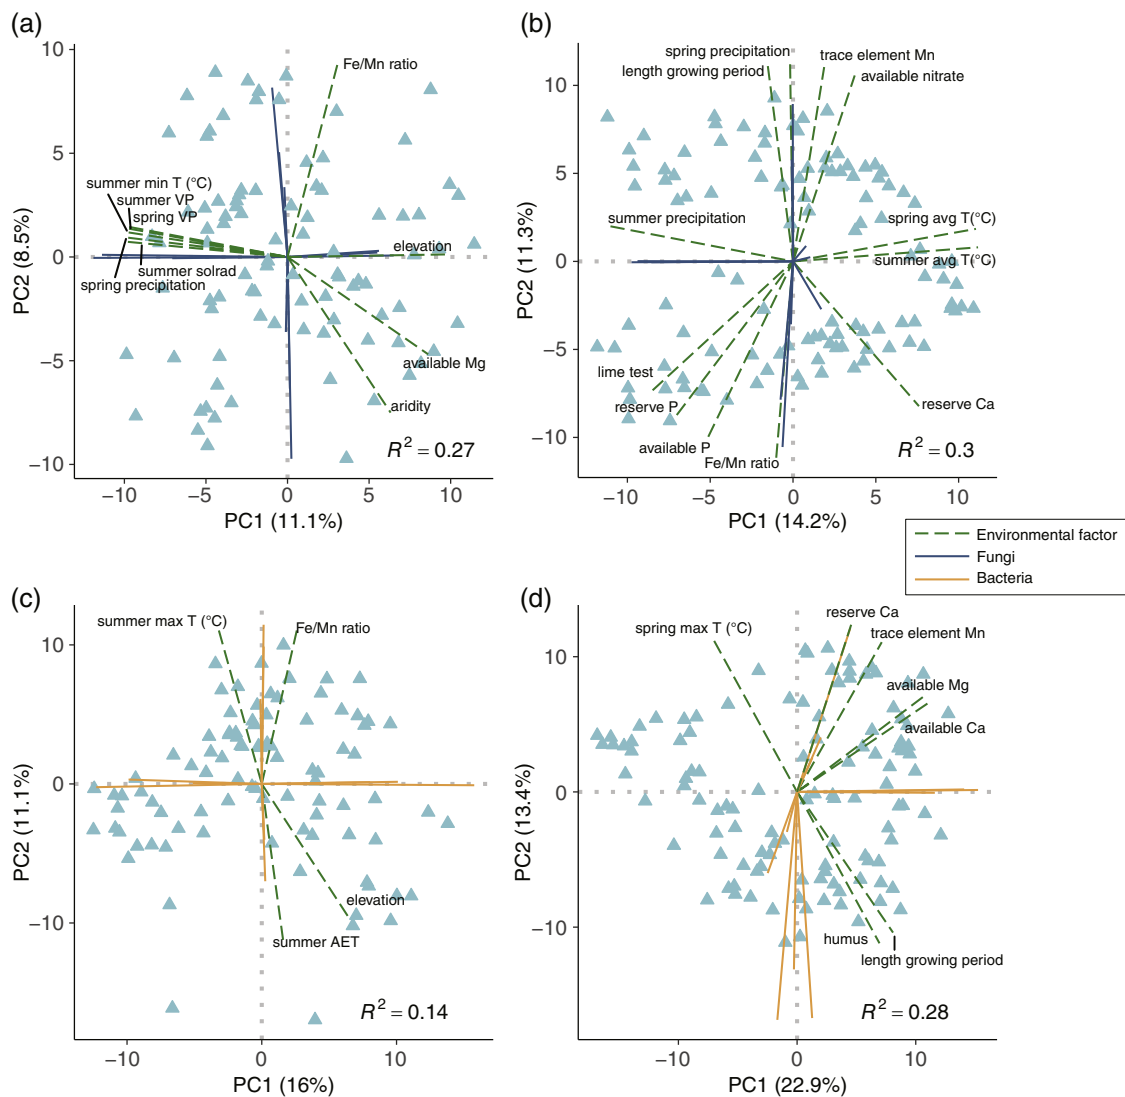 (a)
10
5
0
−5
−10
PC2 (8.5%)
Fe/Mn ratio
summer min T (°C)
summer VP
spring VP
elevation
summer solrad
spring precipitation
available Mg
aridity
R² = 0.27
−10
−5
0
5
10
PC1 (11.1%)
(b)
10
5
0
−5
−10
PC2 (11.3%)
spring precipitation
length growing period
trace element Mn
available nitrate
summer precipitation
spring avg T(°C)
summer avg T(°C)
lime test
reserve P
available P
Fe/Mn ratio
reserve Ca
R² = 0.3
−10
−5
0
5
10
PC1 (14.2%)
Environmental factor
Fungi
Bacteria
(c)
10
0
−10
PC2 (11.1%)
summer max T (°C)
Fe/Mn ratio
elevation
summer AET
R² = 0.14
−10
0
10
PC1 (16%)
(d)
10
0
−10
PC2 (13.4%)
reserve Ca
spring max T (°C)
trace element Mn
available Mg
available Ca
humus
length growing period
R² = 0.28
−10
0
10
PC1 (22.9%)